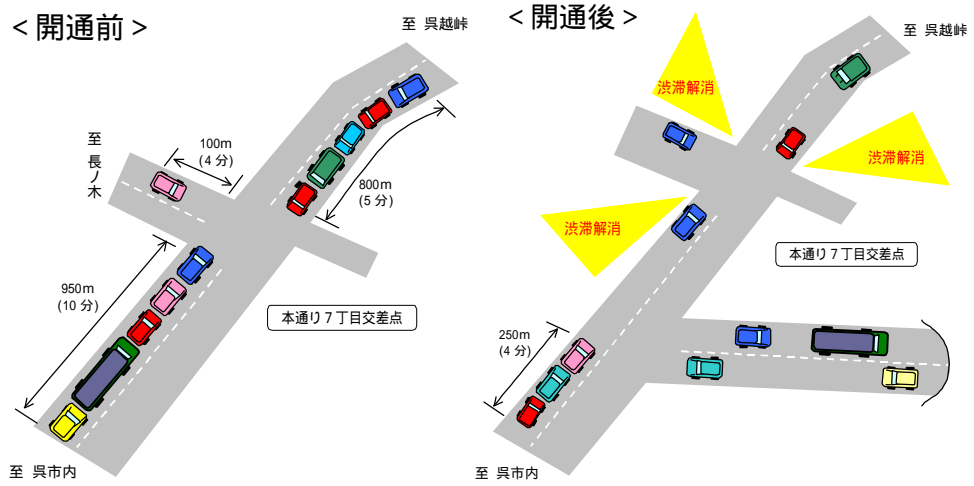 <開通前>
至 呉越峠
至 長ノ木
100m
(4 分)
800m
(5 分)
950m
(10 分)
本通り7丁目交差点
至 呉市内
<開通後>
至 呉越峠
渋滞解消
渋滞解消
渋滞解消
本通り7丁目交差点
250m
(4 分)
至 呉市内